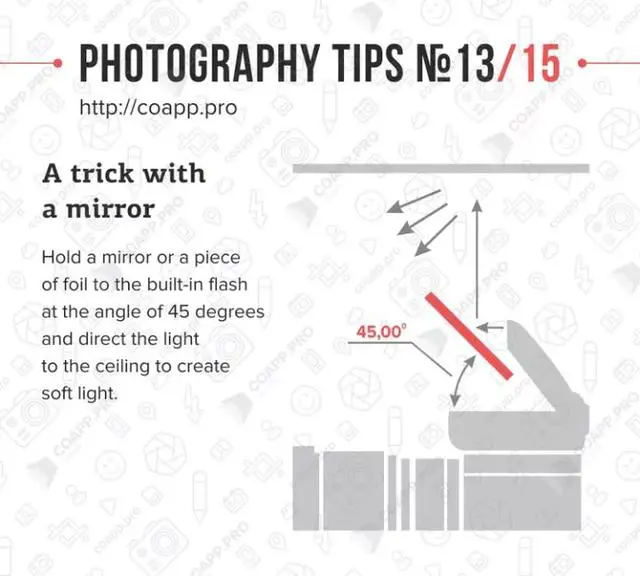 PHOTOGRAPHY TIPS №13/15
http://coapp.pro
A trick with
a mirror
Hold a mirror or a piece
of foil to the built-in flash
at the angle of 45 degrees
and direct the light
to the ceiling to create
soft light.
45,00°